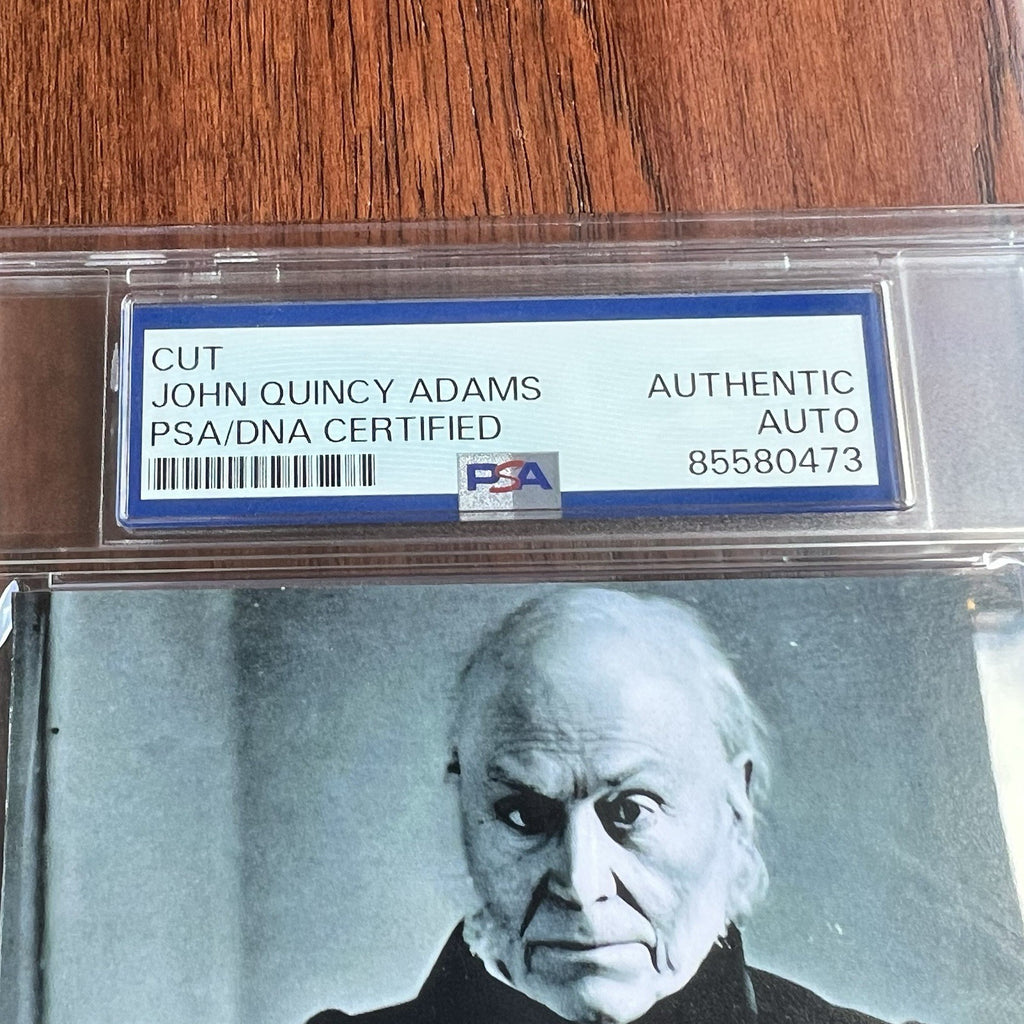 CUT
JOHN QUINCY ADAMS
PSA/DNA CERTIFIED
AUTHENTIC
AUTO
85580473
PSA